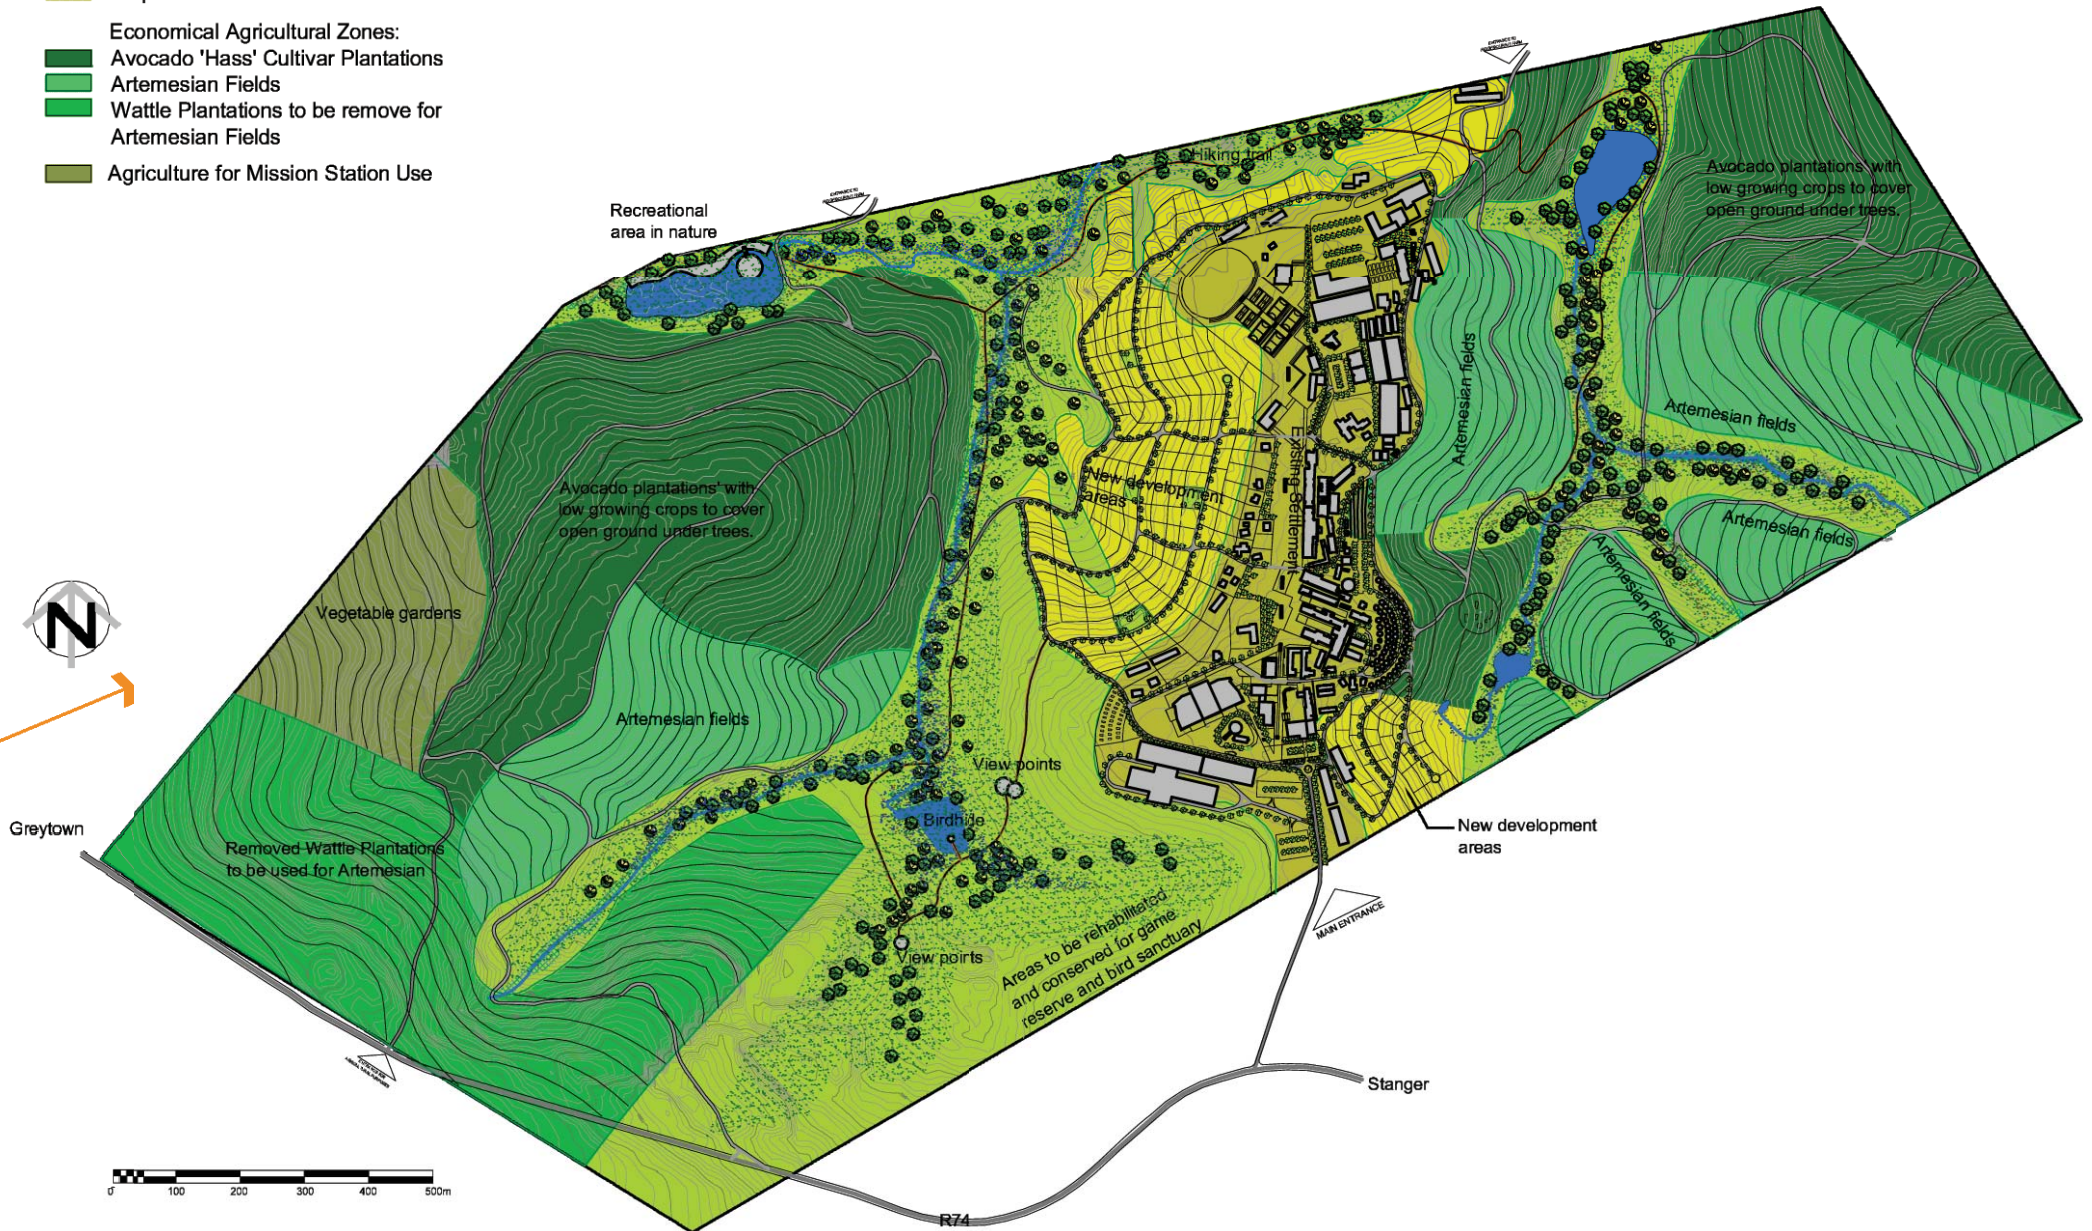 Economical Agricultural Zones:
Avocado 'Hass' Cultivar Plantations
Artemesian Fields
Wattle Plantations to be remove for
Artemesian Fields
Agriculture for Mission Station Use
Recreational
area in nature
Hiking trail
Avocado plantations' with
low growing crops to cover
open ground under trees.
Artemesian fields
Artemesian fields
Artemesian fields
Artemesian fields
Existing Settlement
New development
areas
Avocado plantations' with
low growing crops to cover
open ground under trees.
Vegetable gardens
N
Artemesian fields
View points
Birdhide
Greytown
Removed Wattle Plantations
to be used for Artemesian
New development
areas
MAIN ENTRANCE
View points
Areas to be rehabilitated
and conserved for game
reserve and bird sanctuary
Stanger
0 100 200 300 400 500m
R74